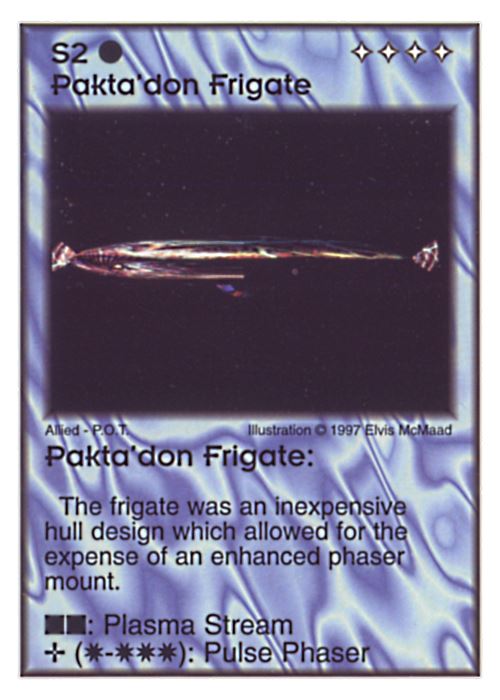 S2 ● ✧✧✧✧
Pakta'don Frigate
Allied - P.O.T. Illustration © 1997 Elvis McMaad
Pakta'don Frigate:
The frigate was an inexpensive
hull design which allowed for the
expense of an enhanced phaser
mount.
■■: Plasma Stream
✛ (✷-✷✷✷): Pulse Phaser